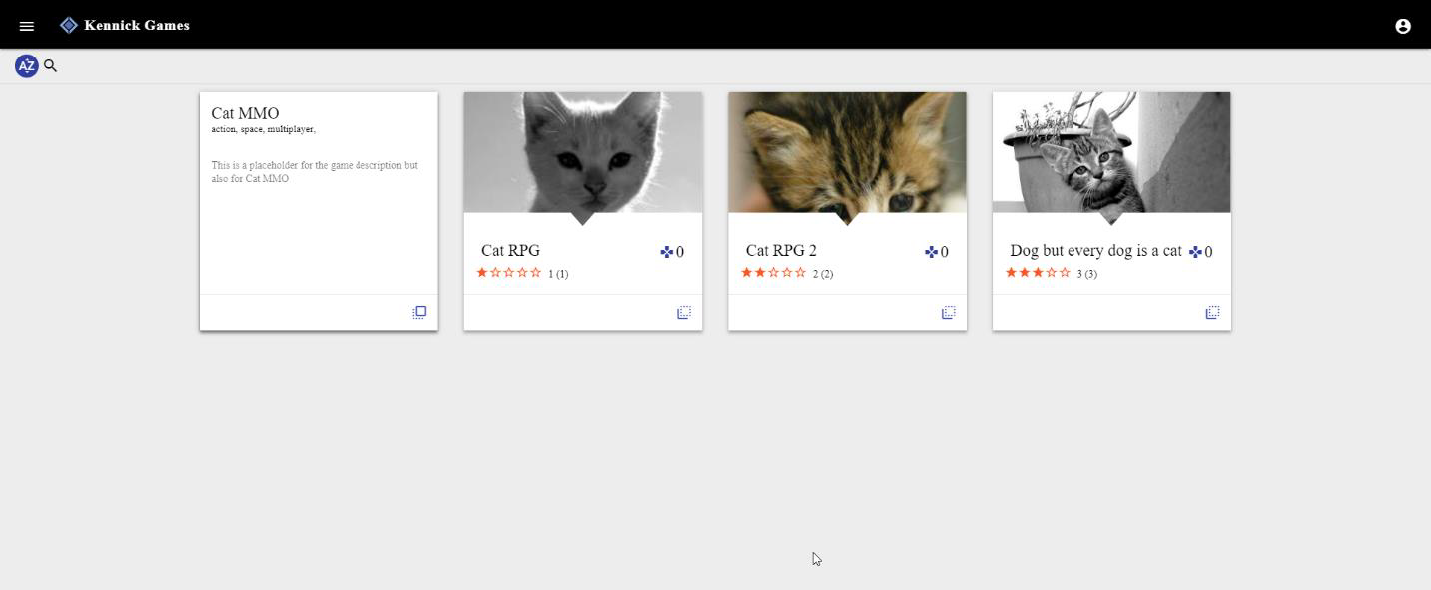 Kennick Games
AZ
Cat MMO
action, space, multiplayer,
This is a placeholder for the game description but
also for Cat MMO
Cat RPG
0
1 (1)
Cat RPG 2
0
2 (2)
Dog but every dog is a cat
0
3 (3)